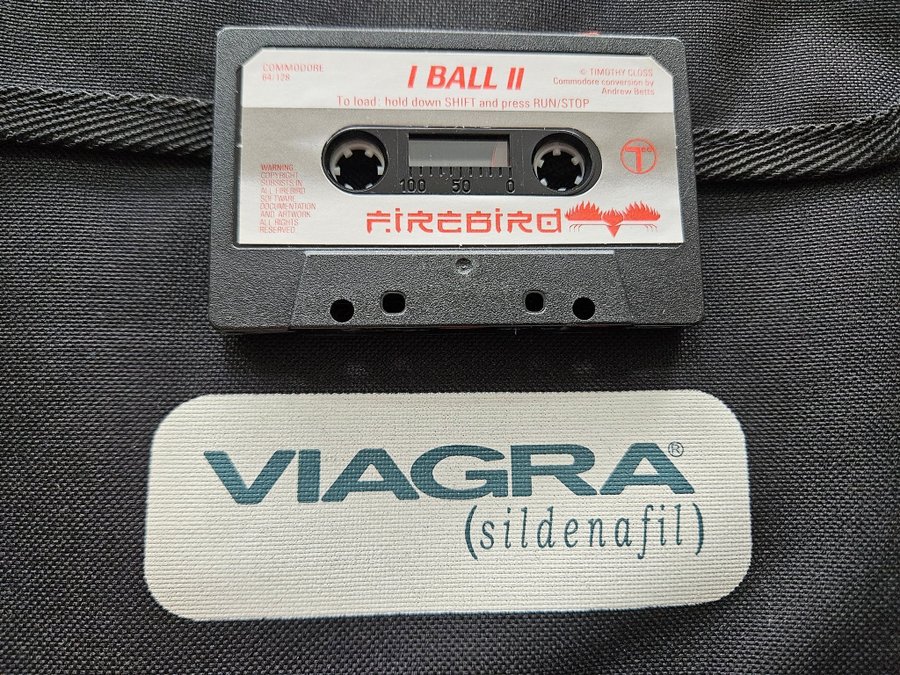 COMMODORE
64/128
I BALL II
© TIMOTHY CLOSS
Commodore conversion by
Andrew Betts
To load: hold down SHIFT and press RUN/STOP
WARNING
COPYRIGHT
SUBSISTS IN
ALL FIREBIRD
SOFTWARE,
DOCUMENTATION
AND ARTWORK
ALL RIGHTS
RESERVED.
100 50 0
FIREBIRD
VIAGRA®
(sildenafil)